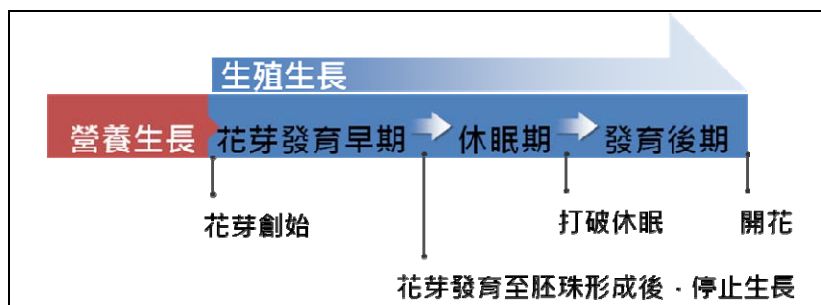 生殖生長
營養生長 花芽發育早期 休眠期 發育後期
花芽創始 打破休眠 開花
花芽發育至胚珠形成後，停止生長